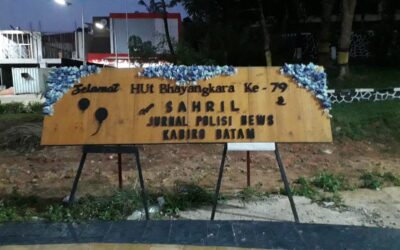 Selamat HUt Bhayangkara Ke - 79
SAHRIL
JURNAL POLISI NEWS
KABIRO BATAM